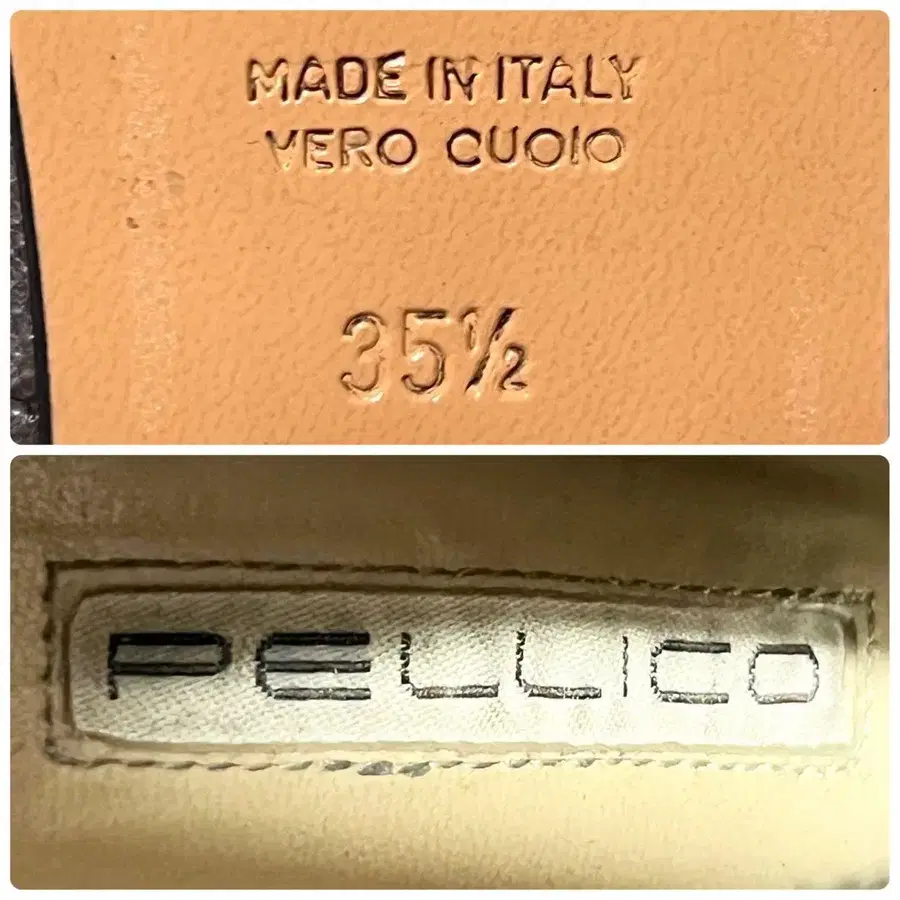 MADE IN ITALY
VERO CUOIO
35½
PELLICO